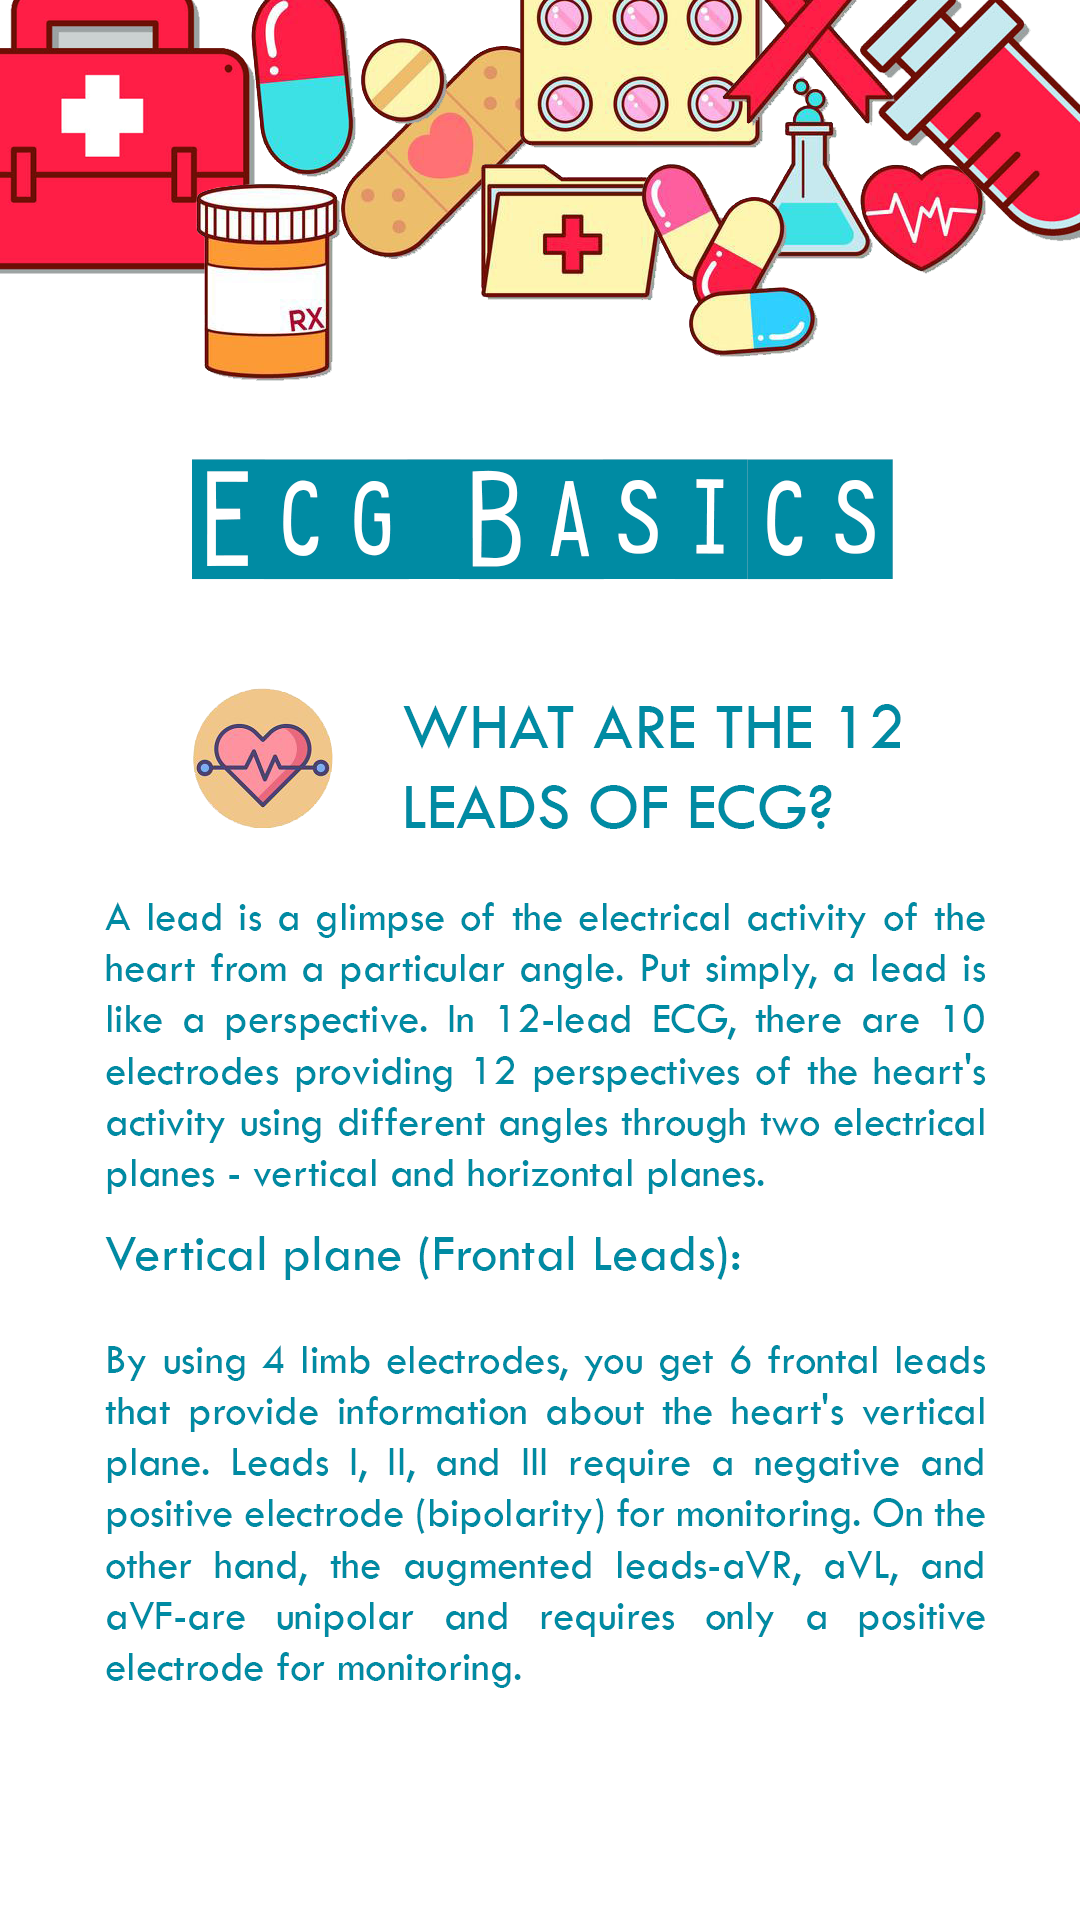 RX
ECG BASICS
WHAT ARE THE 12
LEADS OF ECG?
A lead is a glimpse of the electrical activity of the
heart from a particular angle. Put simply, a lead is
like a perspective. In 12-lead ECG, there are 10
electrodes providing 12 perspectives of the heart's
activity using different angles through two electrical
planes - vertical and horizontal planes.
Vertical plane (Frontal Leads):
By using 4 limb electrodes, you get 6 frontal leads
that provide information about the heart's vertical
plane. Leads I, II, and III require a negative and
positive electrode (bipolarity) for monitoring. On the
other hand, the augmented leads-aVR, aVL, and
aVF-are unipolar and requires only a positive
electrode for monitoring.